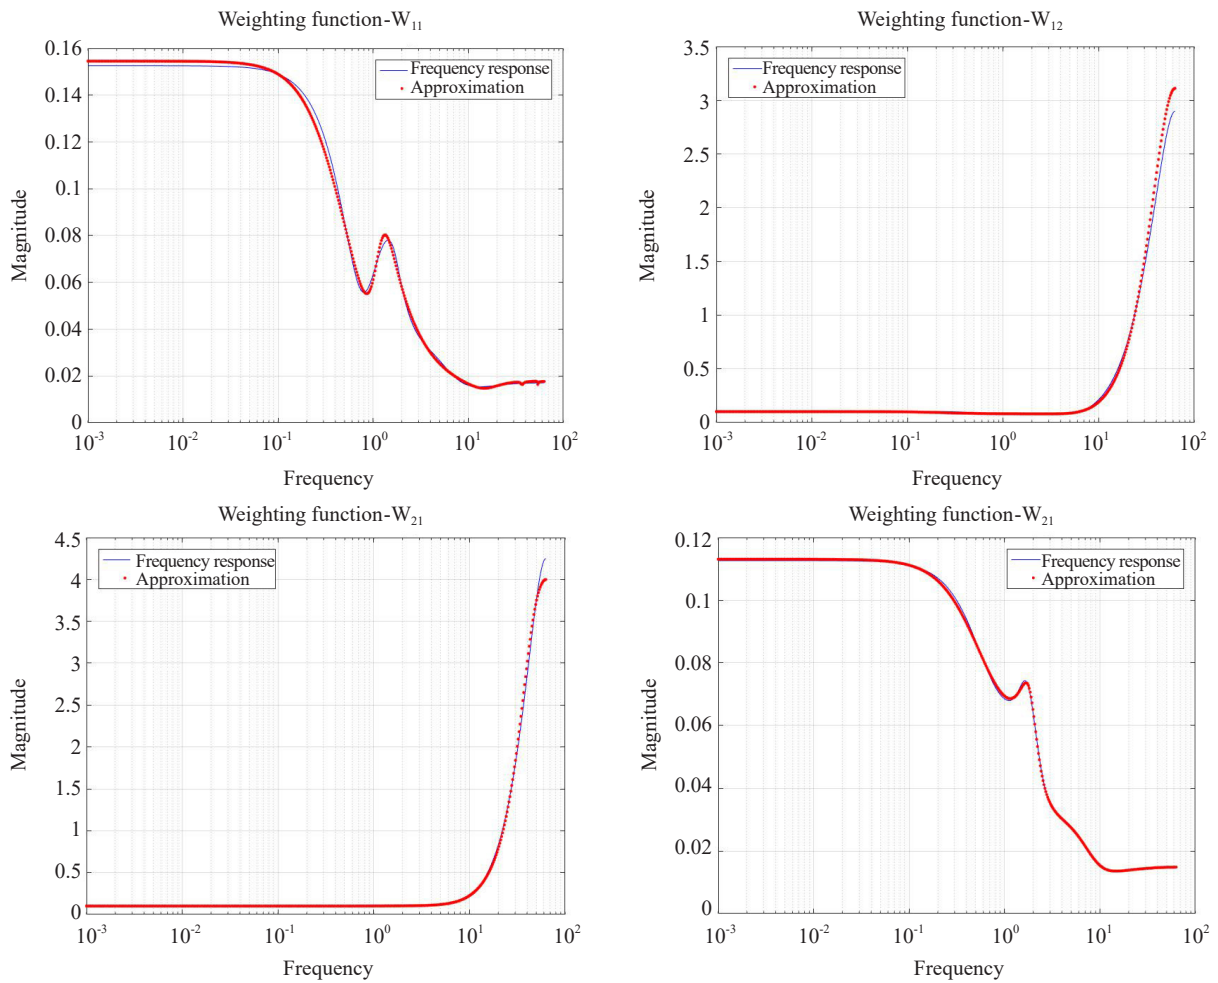 Weighting function-W11
0.16
0.14
0.12
0.1
0.08
0.06
0.04
0.02
0
Magnitude
Frequency response
Approximation
10-3
10-2
10-1
100
101
102
Frequency
Weighting function-W12
3.5
3
2.5
2
1.5
1
0.5
0
Magnitude
Frequency response
Approximation
10-3
10-2
10-1
100
101
102
Frequency
Weighting function-W21
4.5
4
3.5
3
2.5
2
1.5
1
0.5
0
Magnitude
Frequency response
Approximation
10-3
10-2
10-1
100
101
102
Frequency
Weighting function-W21
0.12
0.1
0.08
0.06
0.04
0.02
0
Magnitude
Frequency response
Approximation
10-3
10-2
10-1
100
101
102
Frequency